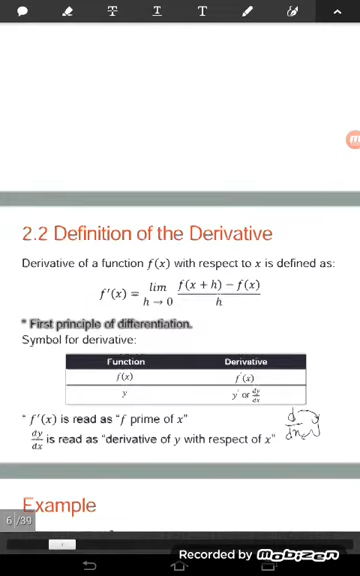 2.2 Definition of the Derivative
Derivative of a function f(x) with respect to x is defined as:
f′(x) = lim h → 0 f(x + h) − f(x) / h
* First principle of differentiation.
Symbol for derivative:
Function Derivative
f(x) f′(x)
y y′ or dy/dx
" f′(x) is read as "f prime of x"
dy/dx is read as "derivative of y with respect of x"
Example
6 /39
Recorded by Mobizen